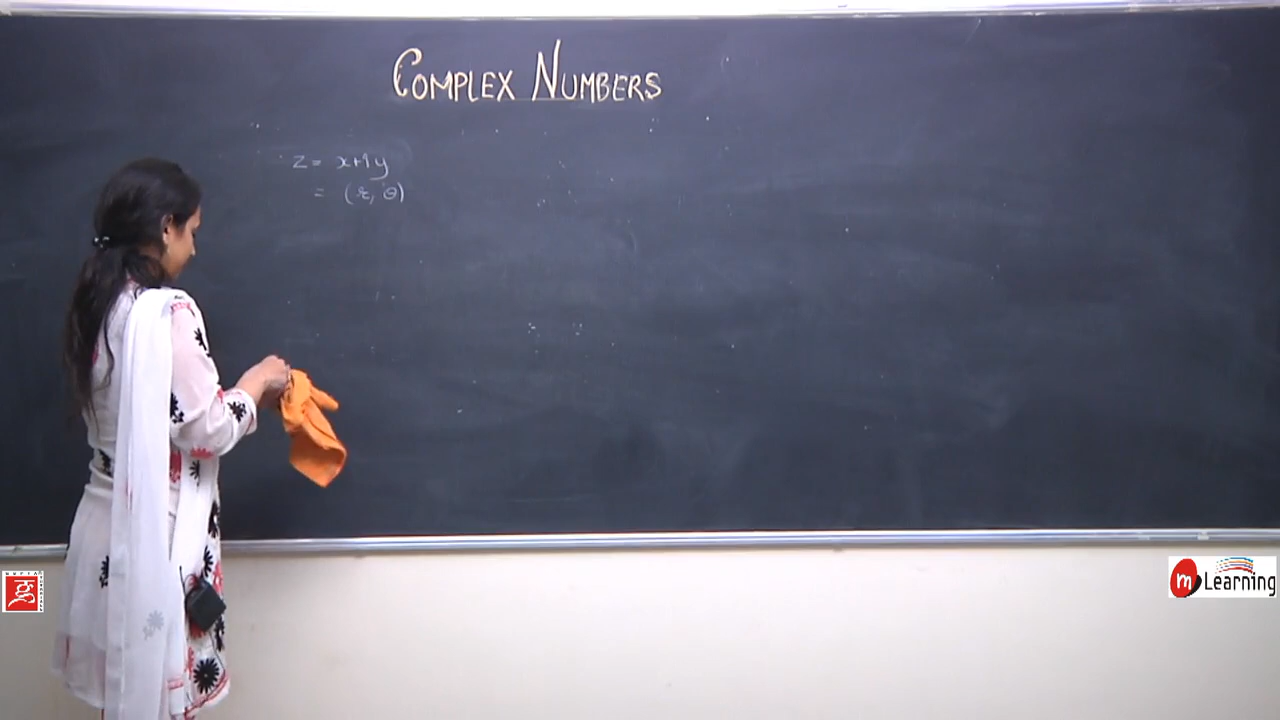 COMPLEX NUMBERS
z = x+iy
= (r, θ)
m Learning